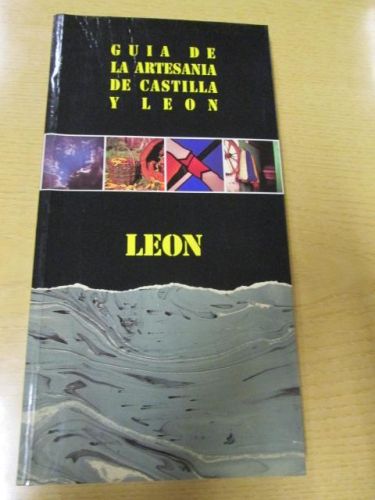 GUIA DE
LA ARTESANIA
DE CASTILLA
Y LEON
LEON